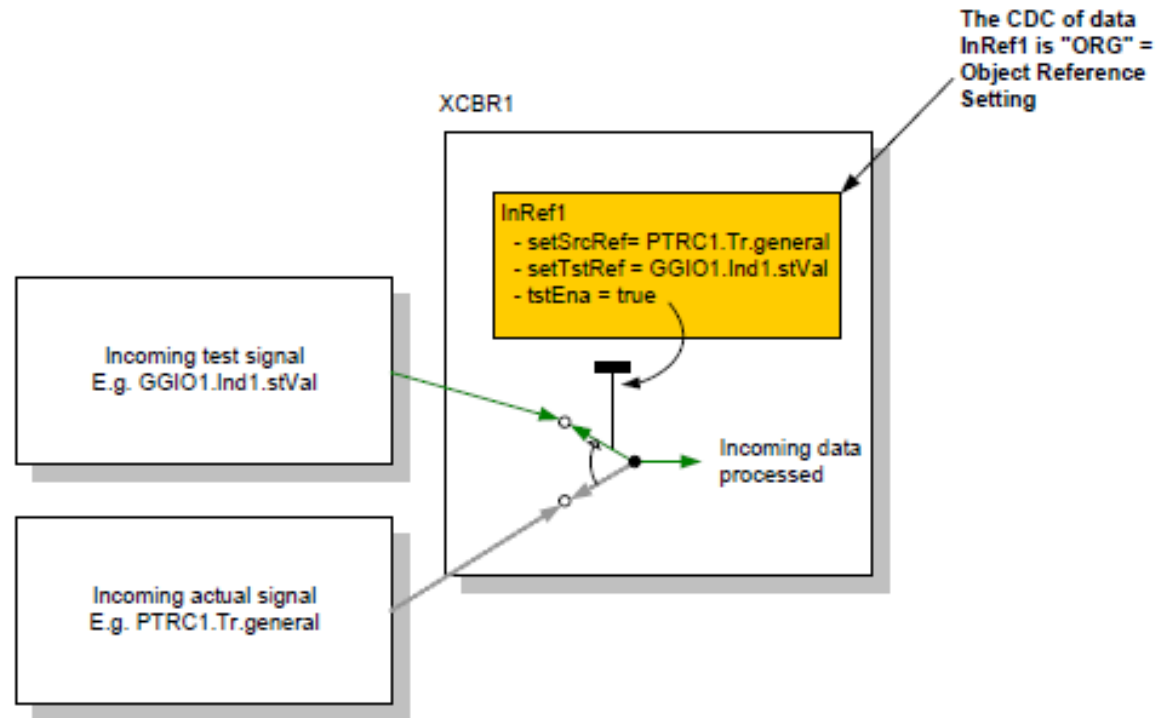 The CDC of data
InRef1 is "ORG" =
Object Reference
Setting
XCBR1
InRef1
- setSrcRef= PTRC1.Tr.general
- setTstRef = GGIO1.Ind1.stVal
- tstEna = true
Incoming test signal
E.g. GGIO1.Ind1.stVal
Incoming data
processed
Incoming actual signal
E.g. PTRC1.Tr.general